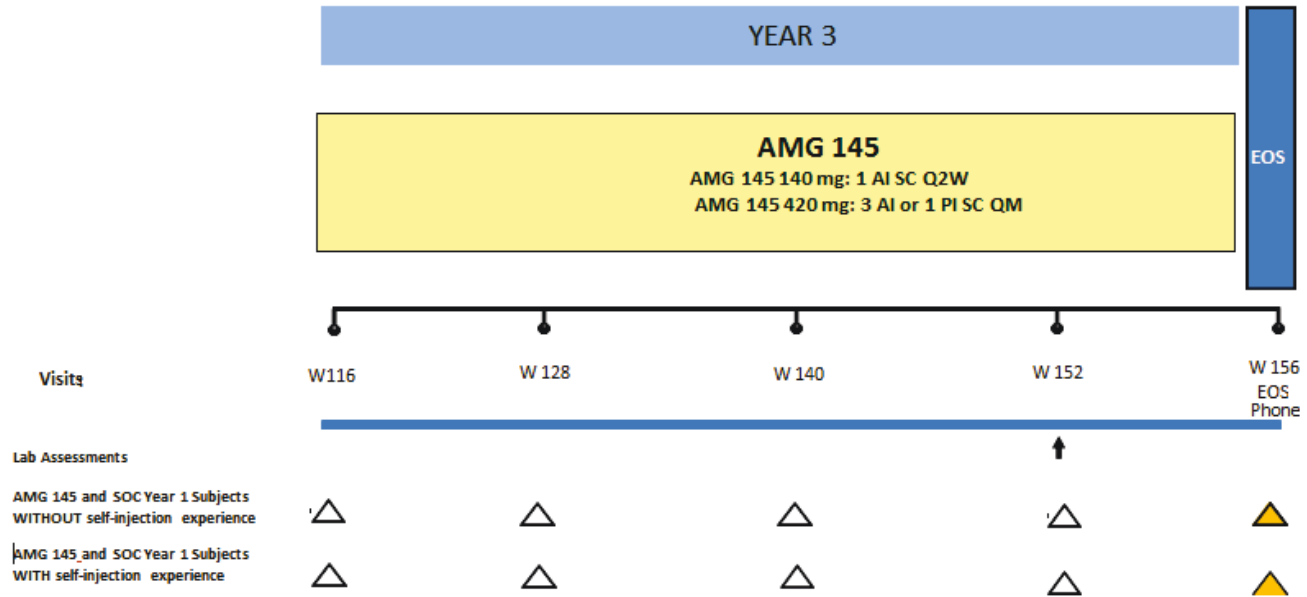 YEAR 3
EOS
AMG 145
AMG 145 140 mg: 1 AI SC Q2W
AMG 145 420 mg: 3 AI or 1 PI SC QM
Visits
W116
W 128
W 140
W 152
W 156
EOS
Phone
Lab Assessments
AMG 145 and SOC Year 1 Subjects
WITHOUT self-injection experience
AMG 145 and SOC Year 1 Subjects
WITH self-injection experience